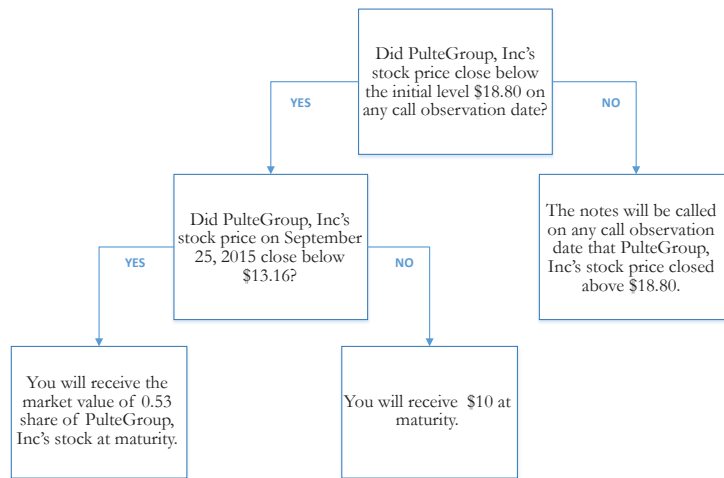 Did PulteGroup, Inc's
stock price close below
the initial level $18.80 on
any call observation date?
YES
NO
Did PulteGroup, Inc's
stock price on September
25, 2015 close below
$13.16?
The notes will be called
on any call observation
date that PulteGroup,
Inc's stock price closed
above $18.80.
YES
NO
You will receive the
market value of 0.53
share of PulteGroup,
Inc's stock at maturity.
You will receive $10 at
maturity.